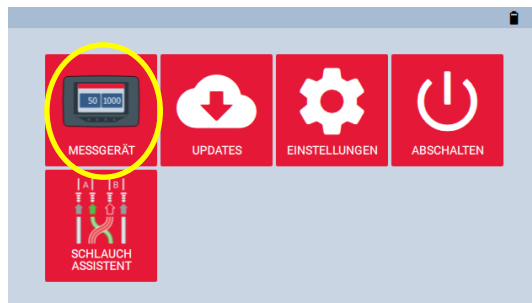 50 1000
MESSGERÄT
UPDATES
EINSTELLUNGEN
ABSCHALTEN
A B
SCHLAUCH
ASSISTENT